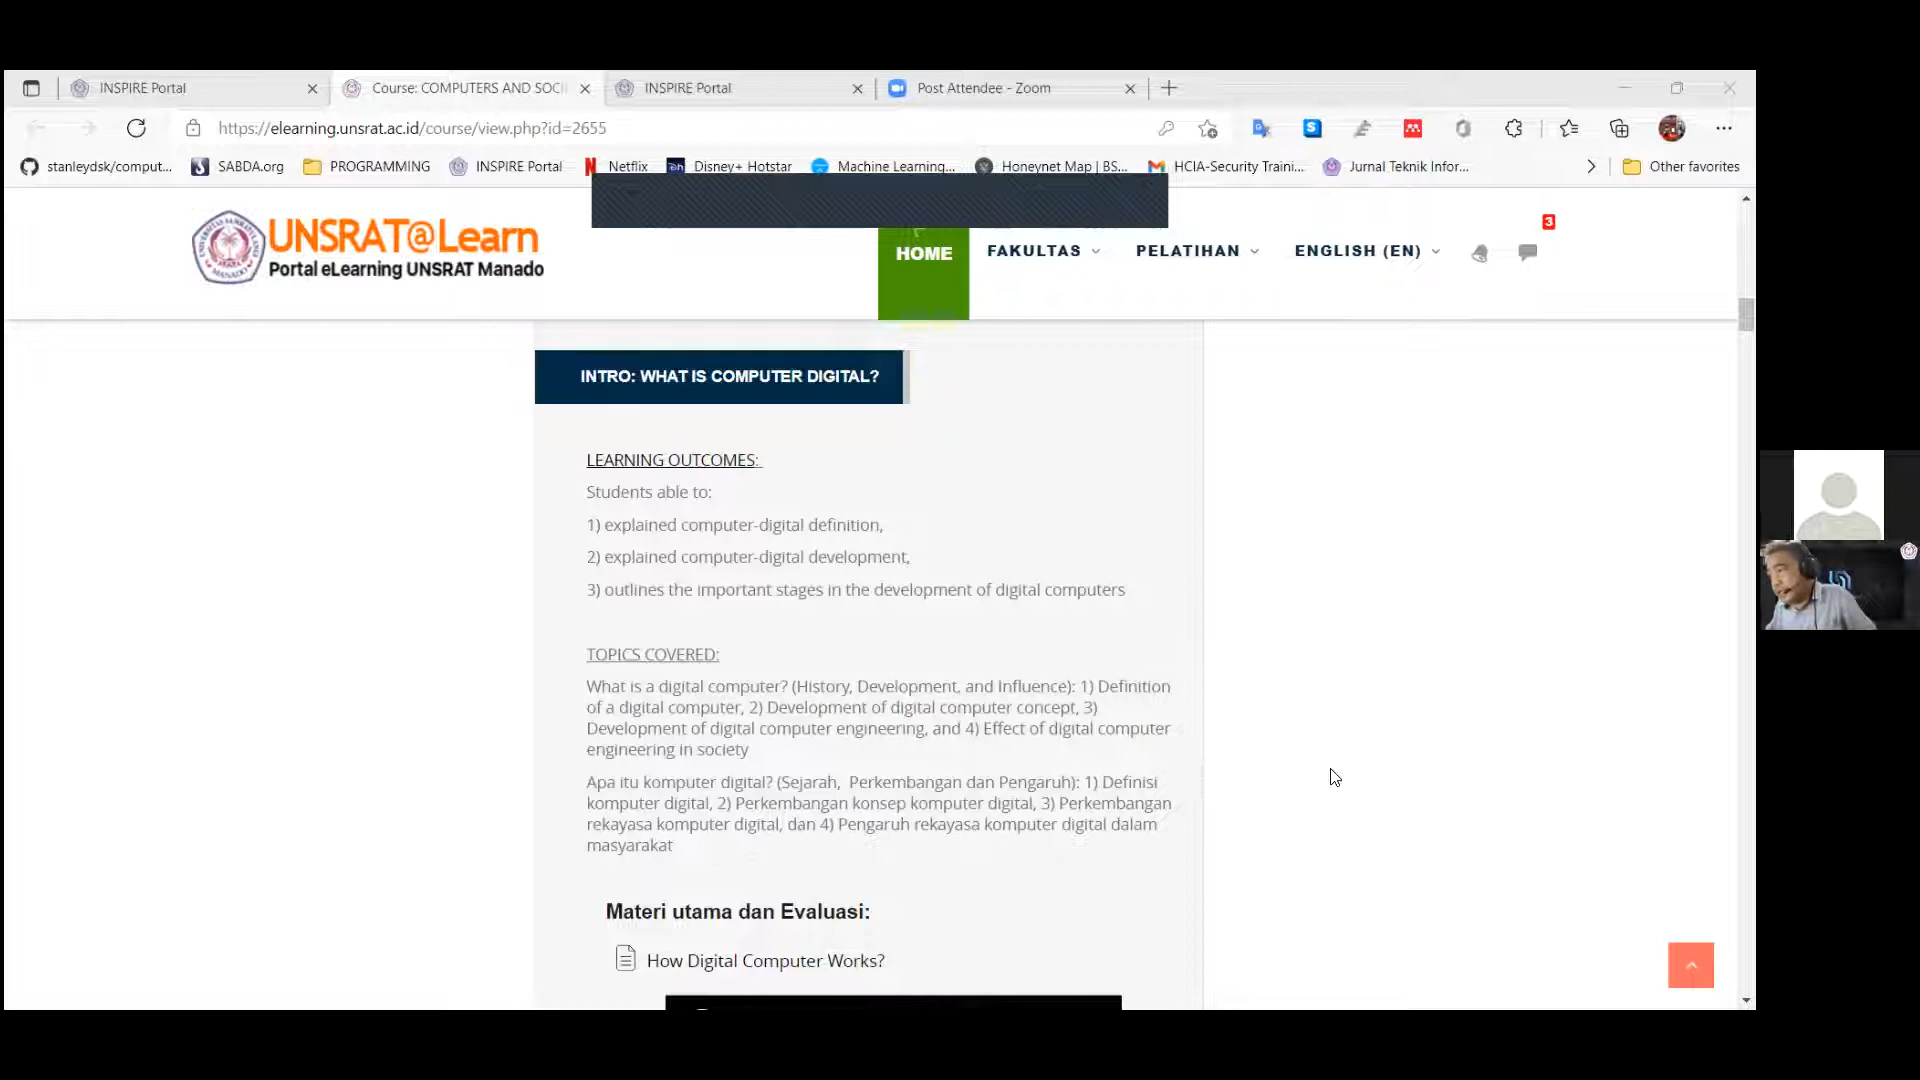 INSPIRE Portal
Course: COMPUTERS AND SOCI
INSPIRE Portal
Post Attendee - Zoom
https://elearning.unsrat.ac.id/course/view.php?id=2655
stanleydsk/comput...
SABDA.org
PROGRAMMING
INSPIRE Portal
Netflix
Disney+ Hotstar
Machine Learning...
Honeynet Map | BS...
HCIA-Security Traini...
Jurnal Teknik Infor...
Other favorites
UNSRAT@Learn
Portal eLearning UNSRAT Manado
HOME
FAKULTAS
PELATIHAN
ENGLISH (EN)
3
INTRO: WHAT IS COMPUTER DIGITAL?
LEARNING OUTCOMES:
Students able to:
1) explained computer-digital definition,
2) explained computer-digital development,
3) outlines the important stages in the development of digital computers
TOPICS COVERED:
What is a digital computer? (History, Development, and Influence): 1) Definition
of a digital computer, 2) Development of digital computer concept, 3)
Development of digital computer engineering, and 4) Effect of digital computer
engineering in society
Apa itu komputer digital? (Sejarah, Perkembangan dan Pengaruh): 1) Definisi
komputer digital, 2) Perkembangan konsep komputer digital, 3) Perkembangan
rekayasa komputer digital, dan 4) Pengaruh rekayasa komputer digital dalam
masyarakat
Materi utama dan Evaluasi:
How Digital Computer Works?